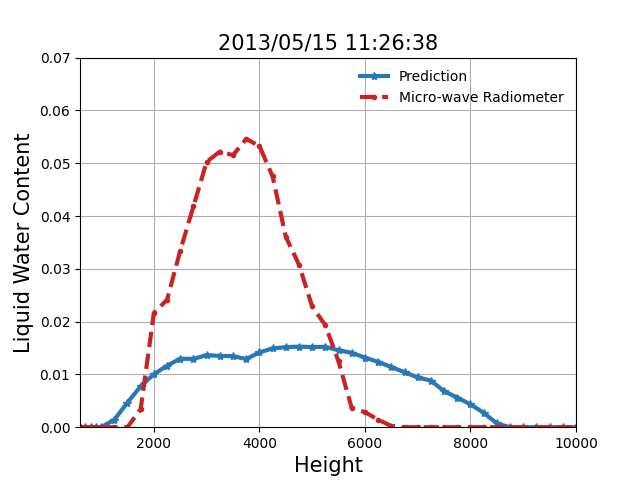 2013/05/15 11:26:38
Liquid Water Content
0.07
0.06
0.05
0.04
0.03
0.02
0.01
0.00
Prediction
Micro-wave Radiometer
2000 4000 6000 8000 10000
Height